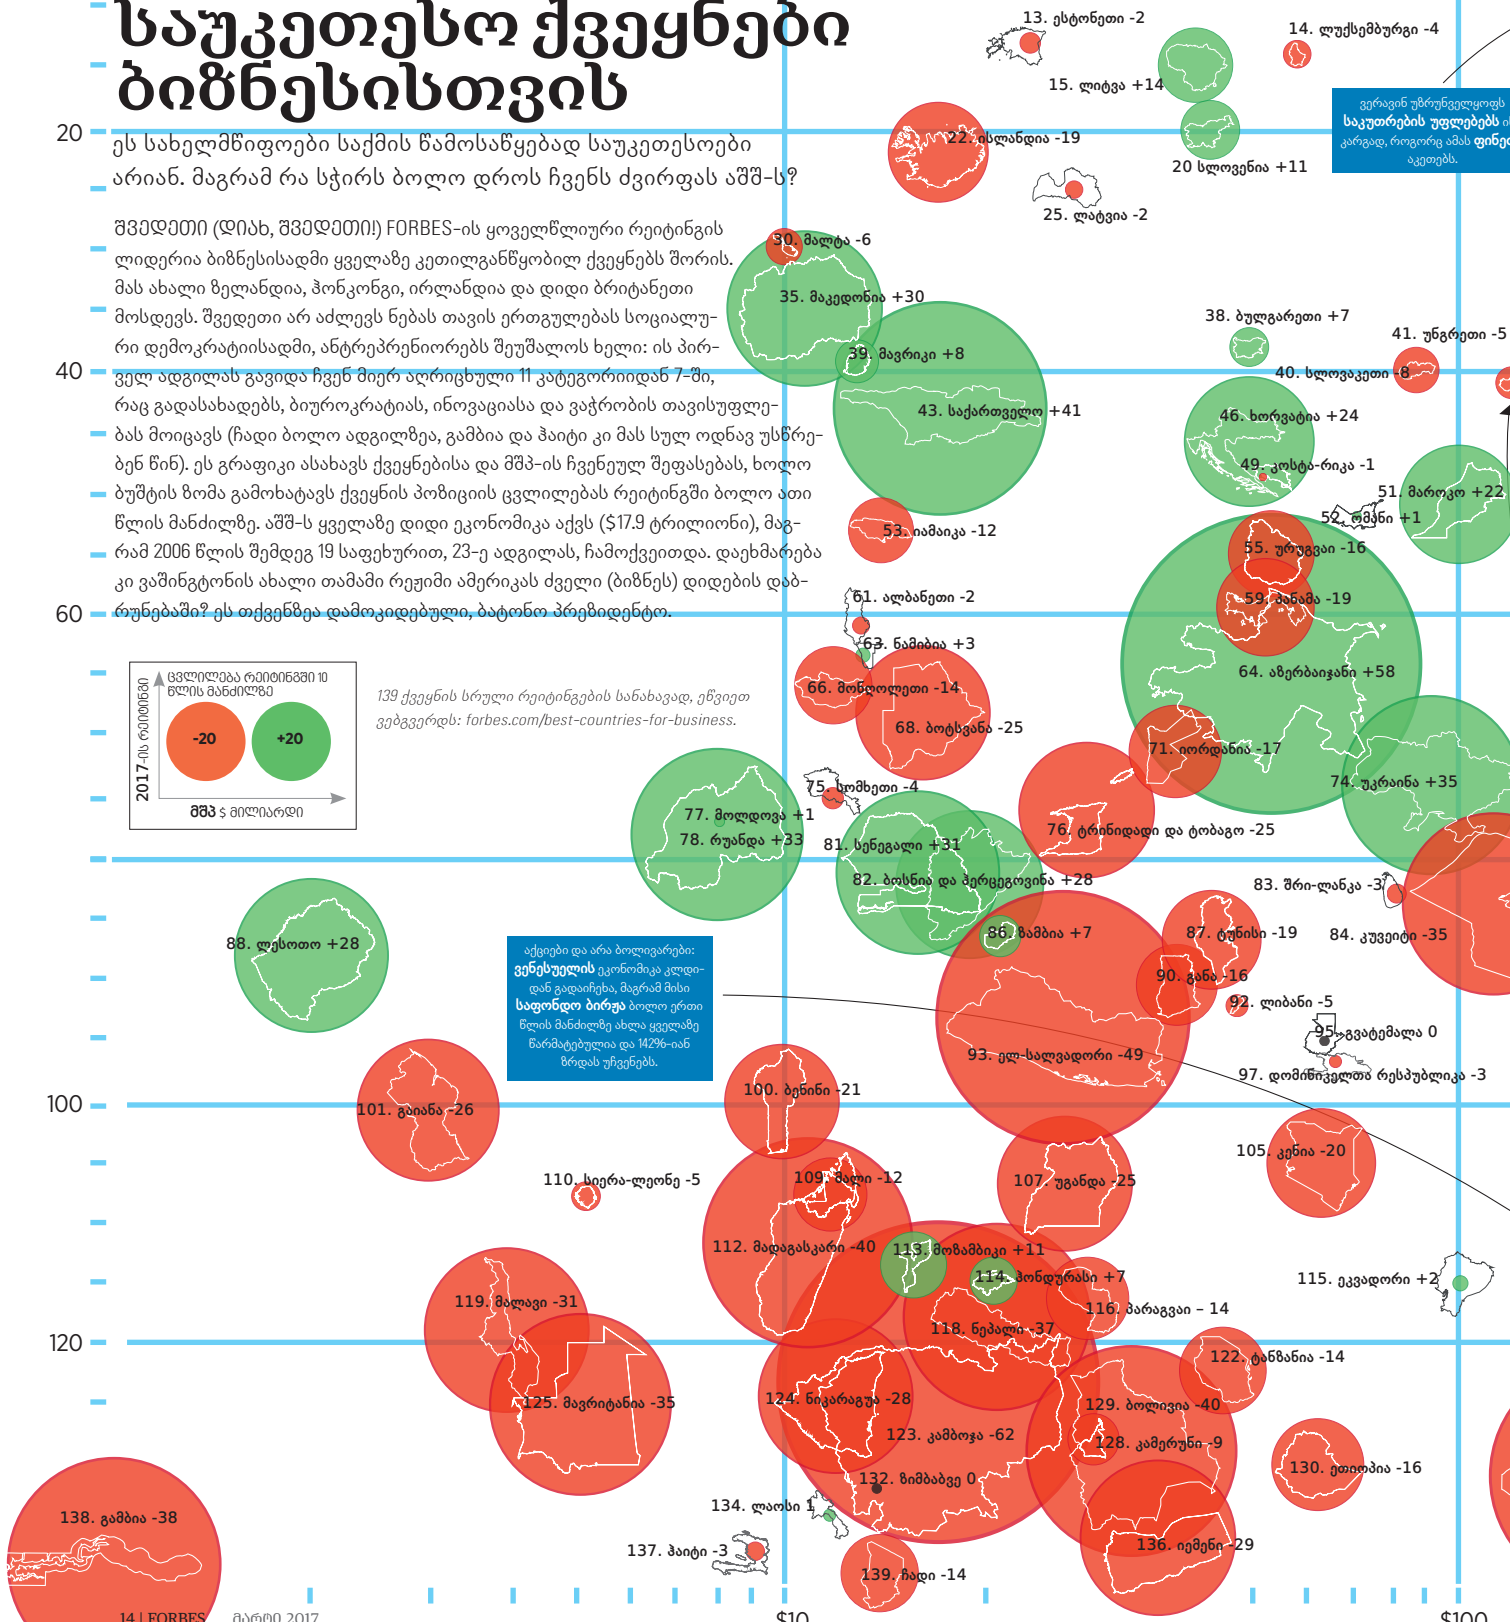 საუკეთესო ქვეყნები
ბიზნესისთვის
ეს სახელმწიფოები საქმის წამოსაწყებად საუკეთესოები
არიან. მაგრამ რა სჭირს ბოლო დროს ჩვენს ძვირფას აშშ-ს?
შვედეთი (დიახ, შვედეთი!) FORBES-ის ყოველწლიური რეიტინგის
ლიდერია ბიზნესისადმი ყველაზე კეთილგანწყობილ ქვეყნებს შორის.
მას ახალი ზელანდია, ჰონკონგი, ირლანდია და დიდი ბრიტანეთი
მოსდევს. შვედეთი არ აძლევს ნებას თავის ერთგულებას სოციალუ-
რი დემოკრატიისადმი, ანტრეპრენიორებს შეუშალოს ხელი: ის პირ-
ველ ადგილას გავიდა ჩვენ მიერ აღრიცხული 11 კატეგორიიდან 7-ში,
რაც გადასახადებს, ბიუროკრატიას, ინოვაციასა და ვაჭრობის თავისუფლე-
ბას მოიცავს (ჩადი ბოლო ადგილზეა, გამბია და ჰაიტი კი მას სულ ოდნავ უსწრე-
ბენ წინ). ეს გრაფიკი ასახავს ქვეყნებისა და მშპ-ის ჩვენეულ შეფასებას, ხოლო
ბუშტის ზომა გამოხატავს ქვეყნის პოზიციის ცვლილებას რეიტინგში ბოლო ათი
წლის მანძილზე. აშშ-ს ყველაზე დიდი ეკონომიკა აქვს ($17.9 ტრილიონი), მაგ-
რამ 2006 წლის შემდეგ 19 საფეხურით, 23-ე ადგილას, ჩამოქვეითდა. დაეხმარება
კი ვაშინგტონის ახალი თამამი რეჟიმი ამერიკას ძველი (ბიზნეს) დიდების დაბ-
რუნებაში? ეს თქვენზეა დამოკიდებული, ბატონო პრეზიდენტო.
ცვლილება რეიტინგში 10
წლის მანძილზე
2017-ის რეიტინგი
-20
+20
მშპ $ მილიარდი
139 ქვეყნის სრული რეიტინგების სანახავად, ეწვიეთ
ვებგვერდს: forbes.com/best-countries-for-business.
20
40
60
100
120
13. ესტონეთი -2
14. ლუქსემბურგი -4
15. ლიტვა +14
ვერავინ უზრუნველყოფს
საკუთრების უფლებებს
კარგად, როგორც ამას
აკეთებს.
22. ისლანდია -19
20 სლოვენია +11
25. ლატვია -2
30. მალტა -6
35. მაკედონია +30
38. ბულგარეთი +7
41. უნგრეთი -5
39. მავრიკი +8
40. სლოვაკეთი -8
43. საქართველო +41
46. ხორვატია +24
49. კოსტა-რიკა -1
51. მაროკო +22
52. ომანი +1
53. იამაიკა -12
55. ურუგვაი -16
61. ალბანეთი -2
59. პანამა -19
63. ნამიბია +3
64. აზერბაიჯანი +58
66. მონღოლეთი -14
68. ბოტსვანა -25
71. იორდანია -17
74. უკრაინა +35
75. სომხეთი -4
77. მოლდოვა +1
76. ტრინიდადი და ტობაგო -25
78. რუანდა +33
81. სენეგალი +31
82. ბოსნია და ჰერცეგოვინა +28
83. შრი-ლანკა -3
86. ზამბია +7
87. ტუნისი -19
84. კუვეიტი -35
88. ლესოთო +28
აქციები და არა ბოლივარები:
ვენესუელის ეკონომიკა კლდი-
დან გადაიჩეხა, მაგრამ მისი
საფონდო ბირჟა ბოლო ერთი
წლის მანძილზე ახლა ყველაზე
წარმატებულია და 142%-იან
ზრდას უჩვენებს.
90. განა -16
92. ლიბანი -5
95. გვატემალა 0
93. ელ-სალვადორი -49
97. დომინიკელთა რესპუბლიკა -3
100. ბენინი -21
101. გაიანა -26
105. კენია -20
110. სიერა-ლეონე -5
109. მალი -12
107. უგანდა -25
112. მადაგასკარი -40
113. მოზამბიკი +11
114. ჰონდურასი +7
115. ეკვადორი +2
119. მალავი -31
116. პარაგვაი – 14
118. ნეპალი -37
122. ტანზანია -14
125. მავრიტანია -35
124. ნიკარაგუა -28
129. ბოლივია -40
123. კამბოჯა -62
128. კამერუნი -9
130. ეთიოპია -16
132. ზიმბაბვე 0
134. ლაოსი 1
138. გამბია -38
137. ჰაიტი -3
136. იემენი -29
139. ჩადი -14
$10
$100
14 | FORBES მარტი 2017